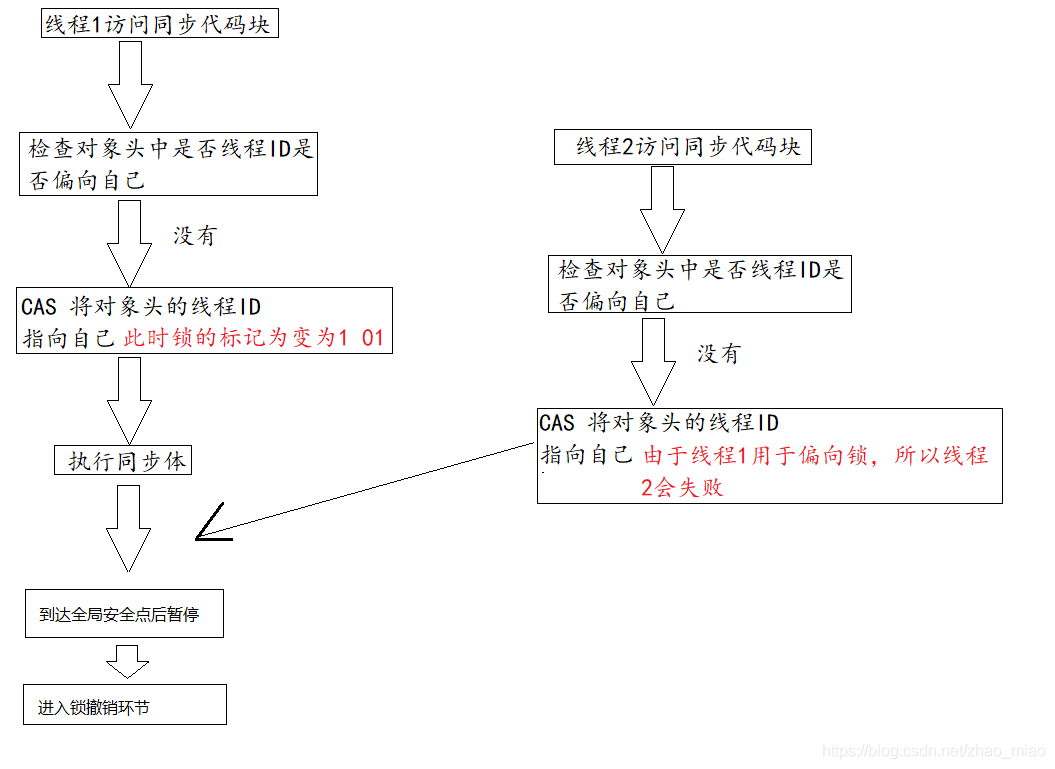 线程1访问同步代码块
检查对象头中是否线程ID是
否偏向自己
没有
CAS 将对象头的线程ID
指向自己 此时锁的标记为变为1 01
执行同步体
到达全局安全点后暂停
进入锁撤销环节
线程2访问同步代码块
检查对象头中是否线程ID是
否偏向自己
没有
CAS 将对象头的线程ID
指向自己 由于线程1用于偏向锁，所以线程
2会失败
https://blog.csdn.net/zhao_miao